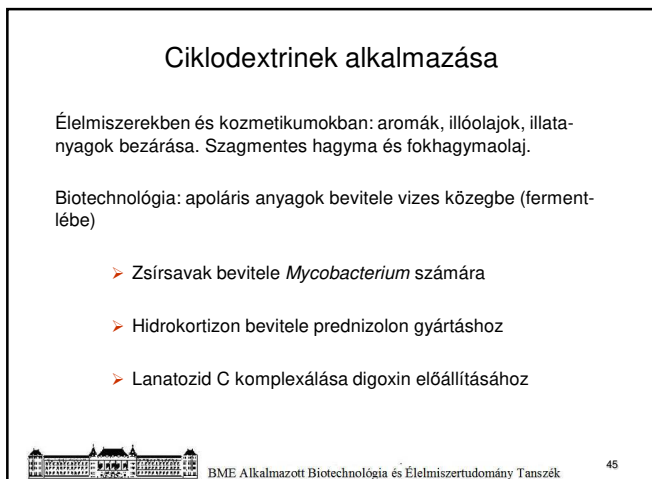 Ciklodextrinek alkalmazása
Élelmiszerekben és kozmetikumokban: aromák, illóolajok, illata-
nyagok bezárása. Szagmentes hagyma és fokhagymaolaj.
Biotechnológia: apoláris anyagok bevitele vizes közegbe (ferment-
lébe)
➢ Zsírsavak bevitele Mycobacterium számára
➢ Hidrokortizon bevitele prednizolon gyártáshoz
➢ Lanatozid C komplexálása digoxin előállításához
BME Alkalmazott Biotechnológia és Élelmiszertudomány Tanszék
45